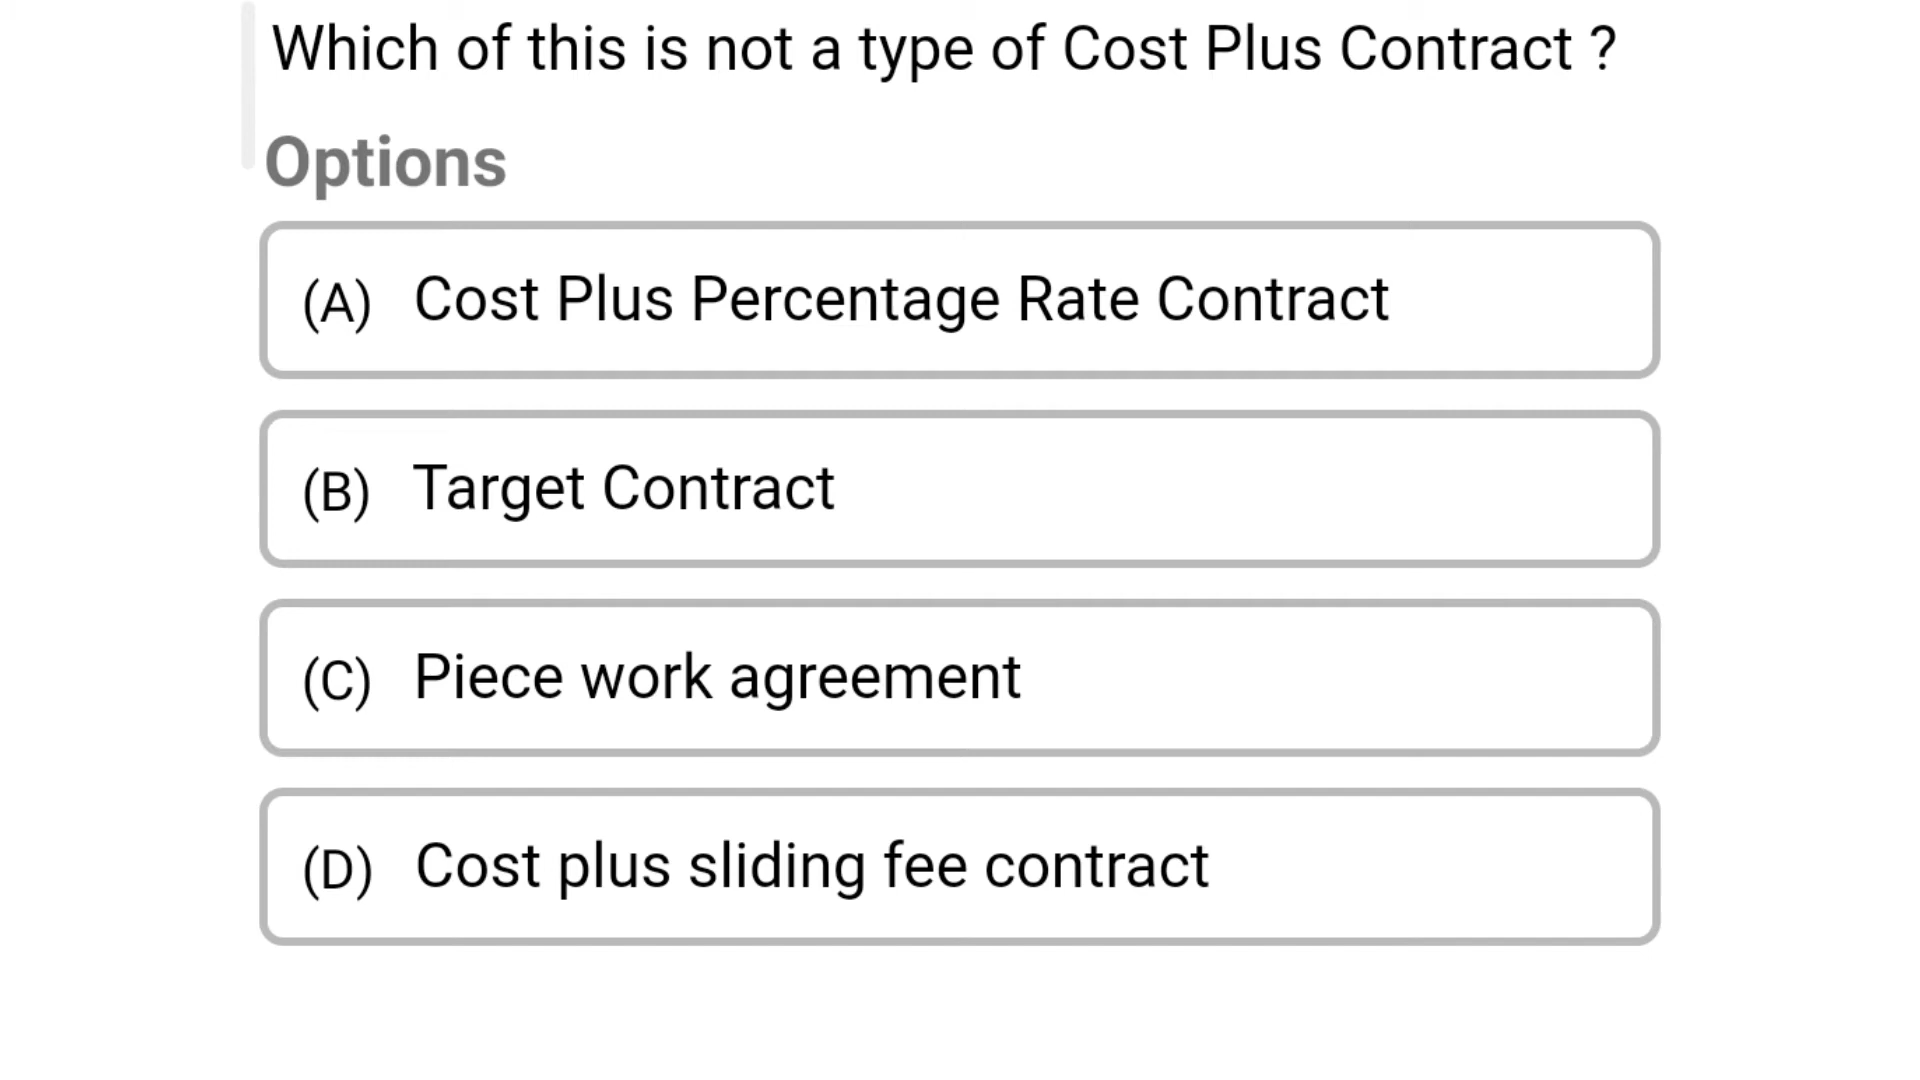 Which of this is not a type of Cost Plus Contract ?
Options
(A) Cost Plus Percentage Rate Contract
(B) Target Contract
(C) Piece work agreement
(D) Cost plus sliding fee contract